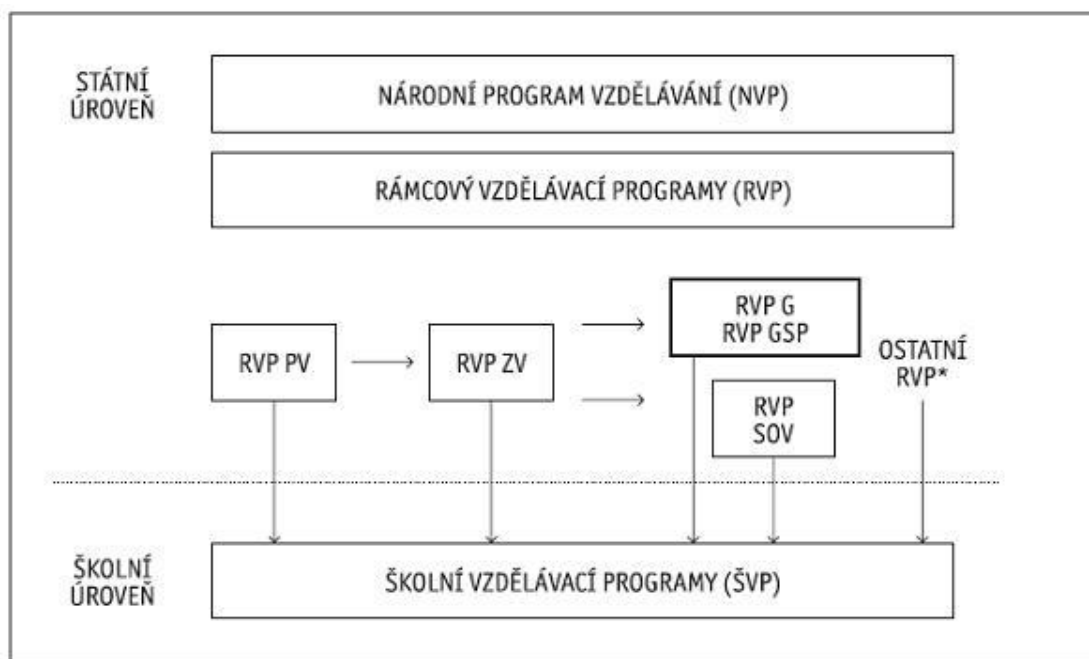 STÁTNÍ
ÚROVEŇ
NÁRODNÍ PROGRAM VZDĚLÁVÁNÍ (NVP)
RÁMCOVÝ VZDĚLÁVACÍ PROGRAMY (RVP)
RVP PV
RVP ZV
RVP G
RVP GSP
RVP
SOV
OSTATNÍ
RVP*
ŠKOLNÍ
ÚROVEŇ
ŠKOLNÍ VZDĚLÁVACÍ PROGRAMY (ŠVP)